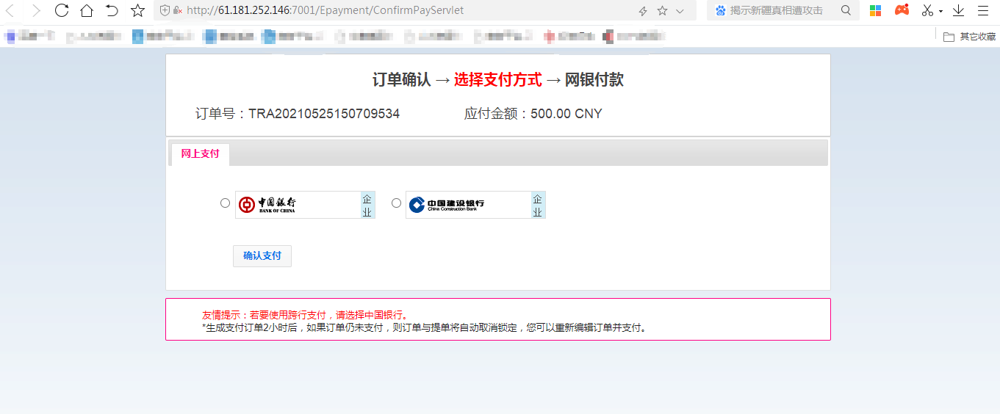 http://61.181.252.146:7001/Epayment/ConfirmPayServlet
揭示新疆真相遭攻击
其它收藏
订单确认 → 选择支付方式 → 网银付款
订单号：TRA20210525150709534 应付金额：500.00 CNY
网上支付
中国银行 BANK OF CHINA 企业
中国建设银行 China Construction Bank 企业
确认支付
友情提示：若要使用跨行支付，请选择中国银行。
*生成支付订单2小时后，如果订单仍未支付，则订单与提单将自动取消锁定，您可以重新编辑订单并支付。